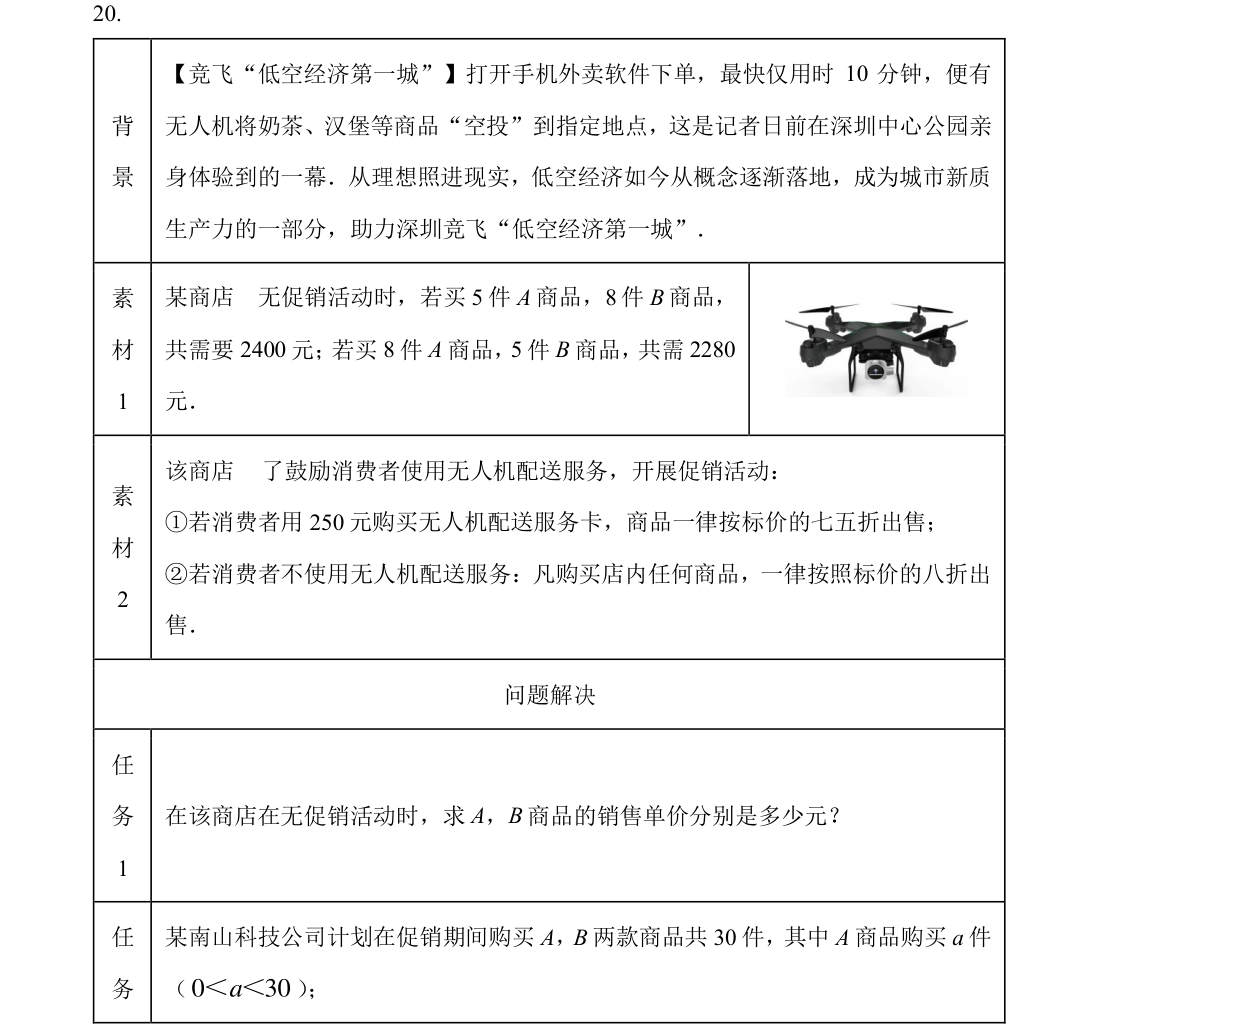 20.
【竞飞“低空经济第一城”】打开手机外卖软件下单，最快仅用时 10 分钟，便有
背景
无人机将奶茶、汉堡等商品“空投”到指定地点，这是记者日前在深圳中心公园亲
身体验到的一幕．从理想照进现实，低空经济如今从概念逐渐落地，成为城市新质
生产力的一部分，助力深圳竞飞“低空经济第一城”．
素材1
某商店 无促销活动时，若买 5 件 A 商品，8 件 B 商品，
共需要 2400 元；若买 8 件 A 商品，5 件 B 商品，共需 2280
元．
素材2
该商店 了鼓励消费者使用无人机配送服务，开展促销活动：
①若消费者用 250 元购买无人机配送服务卡，商品一律按标价的七五折出售；
②若消费者不使用无人机配送服务：凡购买店内任何商品，一律按照标价的八折出
售．
问题解决
任务1
在该商店在无促销活动时，求 A，B 商品的销售单价分别是多少元？
任务
某南山科技公司计划在促销期间购买 A，B 两款商品共 30 件，其中 A 商品购买 a 件
（0＜a＜30）；